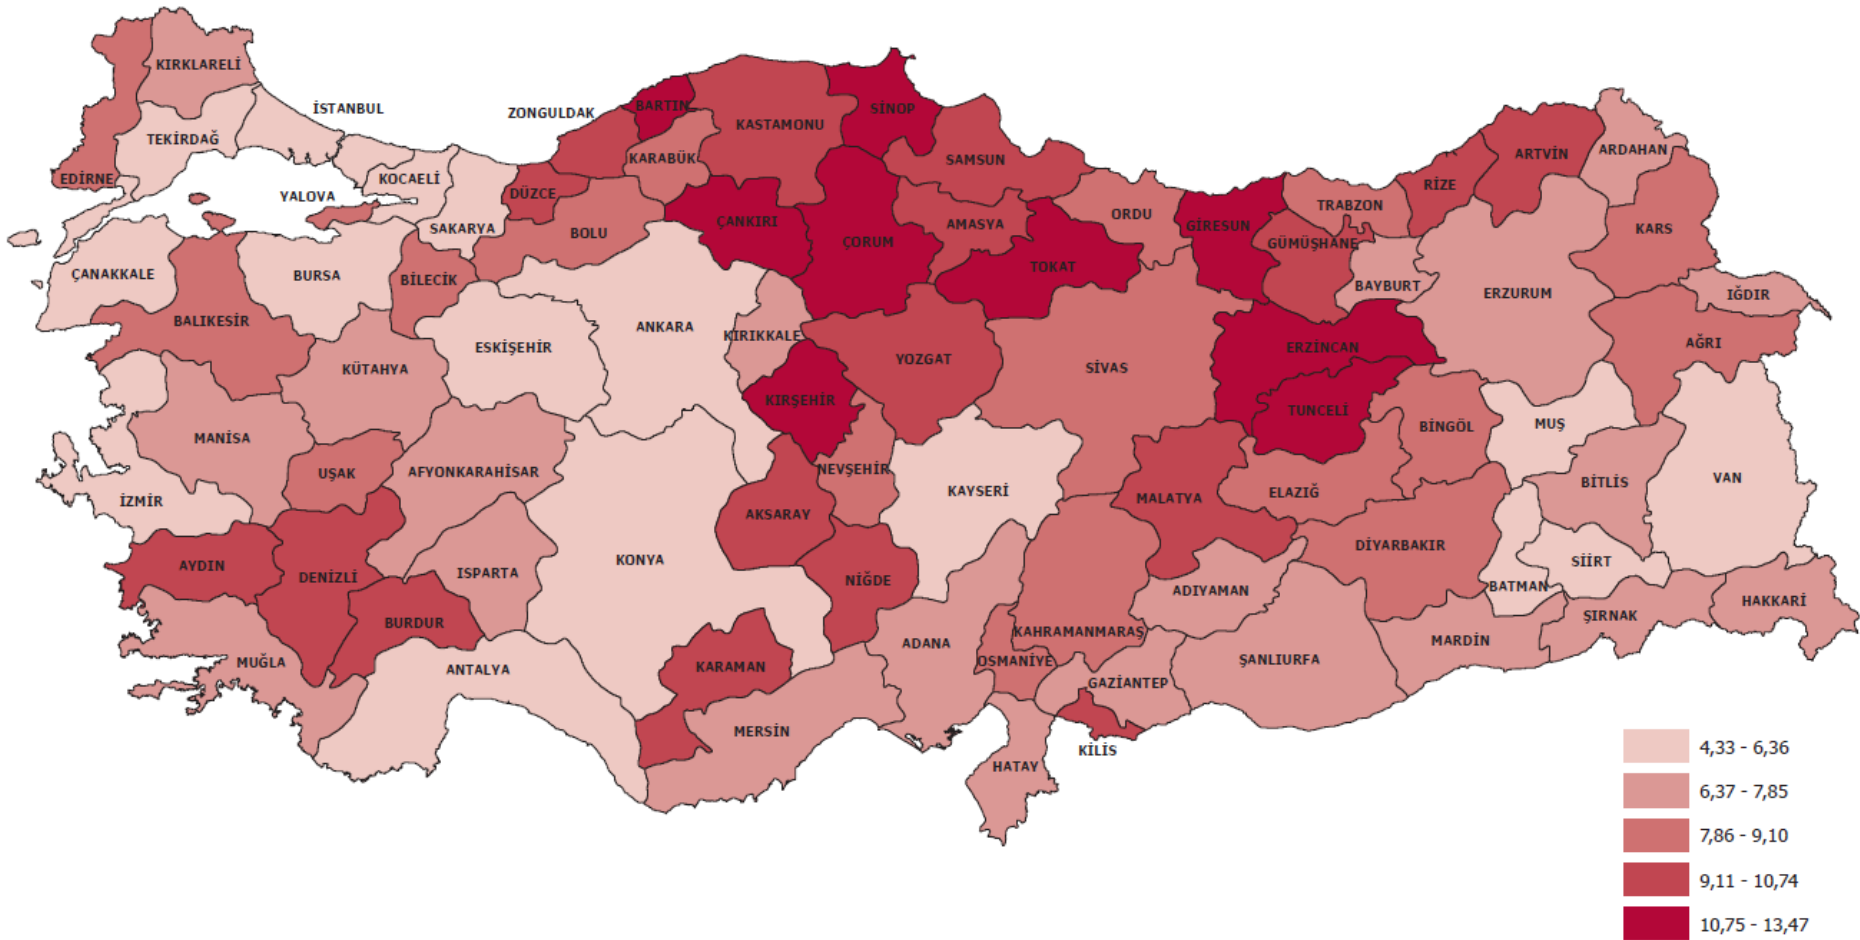 KIRKLARELİ
İSTANBUL
ZONGULDAK
BARTIN
SİNOP
KASTAMONU
TEKİRDAĞ
EDİRNE
KOCAELİ
YALOVA
DÜZCE
KARABÜK
SAMSUN
ARTVİN
ARDAHAN
RİZE
SAKARYA
BOLU
ÇANKIRI
ÇORUM
AMASYA
ORDU
GİRESUN
TRABZON
GÜMÜŞHANE
KARS
TOKAT
ÇANAKKALE
BURSA
BİLECİK
BAYBURT
ERZURUM
IĞDIR
BALIKESİR
ESKİŞEHİR
ANKARA
KIRIKKALE
YOZGAT
SİVAS
ERZİNCAN
AĞRI
KÜTAHYA
KIRŞEHİR
TUNCELİ
BİNGÖL
MUŞ
MANİSA
UŞAK
AFYONKARAHİSAR
NEVŞEHİR
KAYSERİ
MALATYA
ELAZIĞ
BİTLİS
VAN
İZMİR
AKSARAY
DİYARBAKIR
AYDIN
DENİZLİ
ISPARTA
KONYA
NİĞDE
ADIYAMAN
BATMAN
SİİRT
HAKKARİ
BURDUR
KAHRAMANMARAŞ
ŞIRNAK
MUĞLA
ANTALYA
KARAMAN
ADANA
OSMANİYE
GAZİANTEP
ŞANLIURFA
MARDİN
MERSİN
HATAY
KİLİS
4,33 - 6,36
6,37 - 7,85
7,86 - 9,10
9,11 - 10,74
10,75 - 13,47